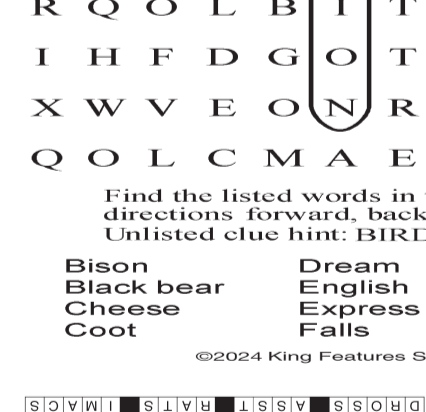 R Q O L B I T
I H F D G O T
X W V E O N R
Q O L C M A E
Find the listed words in
directions forward, back
Unlisted clue hint: BIRD
Bison Dream
Black bear English
Cheese Express
Coot Falls
©2024 King Features S
S C A M I S T A R T S S A S S O R D